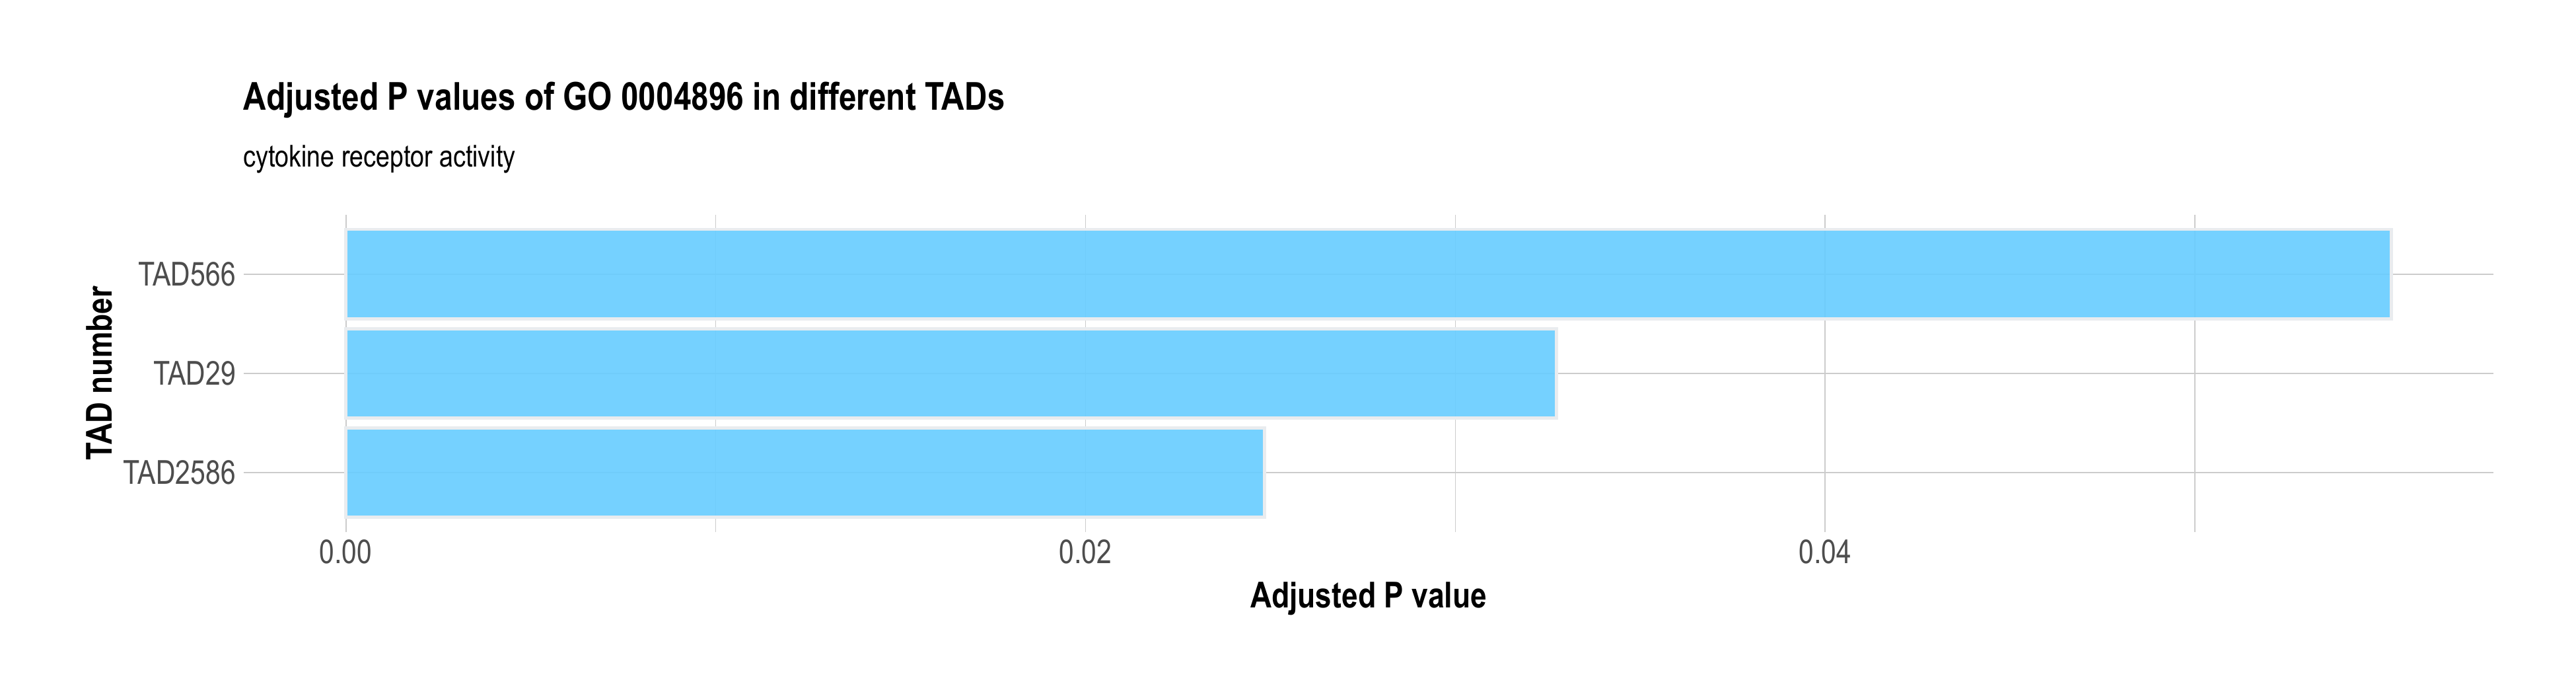 Adjusted P values of GO 0004896 in different TADs
cytokine receptor activity
TAD number
TAD566
TAD29
TAD2586
0.00 0.02 0.04
Adjusted P value